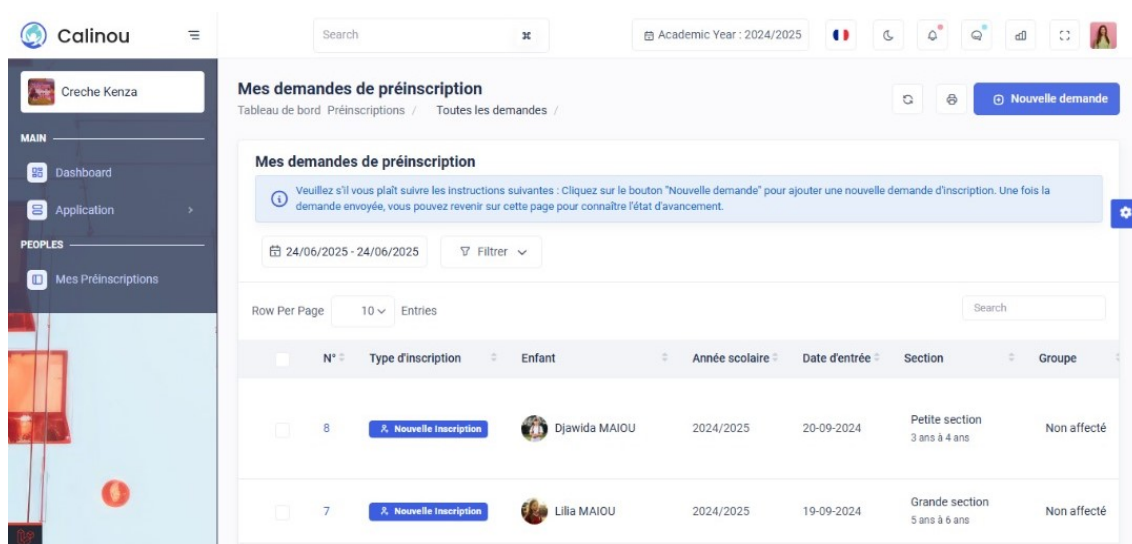 Calinou
Search
Academic Year : 2024/2025
Creche Kenza
MAIN
Dashboard
Application
PEOPLES
Mes Préinscriptions
Mes demandes de préinscription
Tableau de bord Préinscriptions / Toutes les demandes /
Nouvelle demande
Mes demandes de préinscription
Veuillez s'il vous plaît suivre les instructions suivantes : Cliquez sur le bouton "Nouvelle demande" pour ajouter une nouvelle demande d'inscription. Une fois la
demande envoyée, vous pouvez revenir sur cette page pour connaître l'état d'avancement.
24/06/2025 - 24/06/2025
Filtrer
Row Per Page 10 Entries
Search
N° Type d'inscription Enfant Année scolaire Date d'entrée Section Groupe
8 Nouvelle Inscription Djawida MAIOU 2024/2025 20-09-2024 Petite section Non affecté
3 ans à 4 ans
7 Nouvelle Inscription Lilia MAIOU 2024/2025 19-09-2024 Grande section Non affecté
5 ans à 6 ans